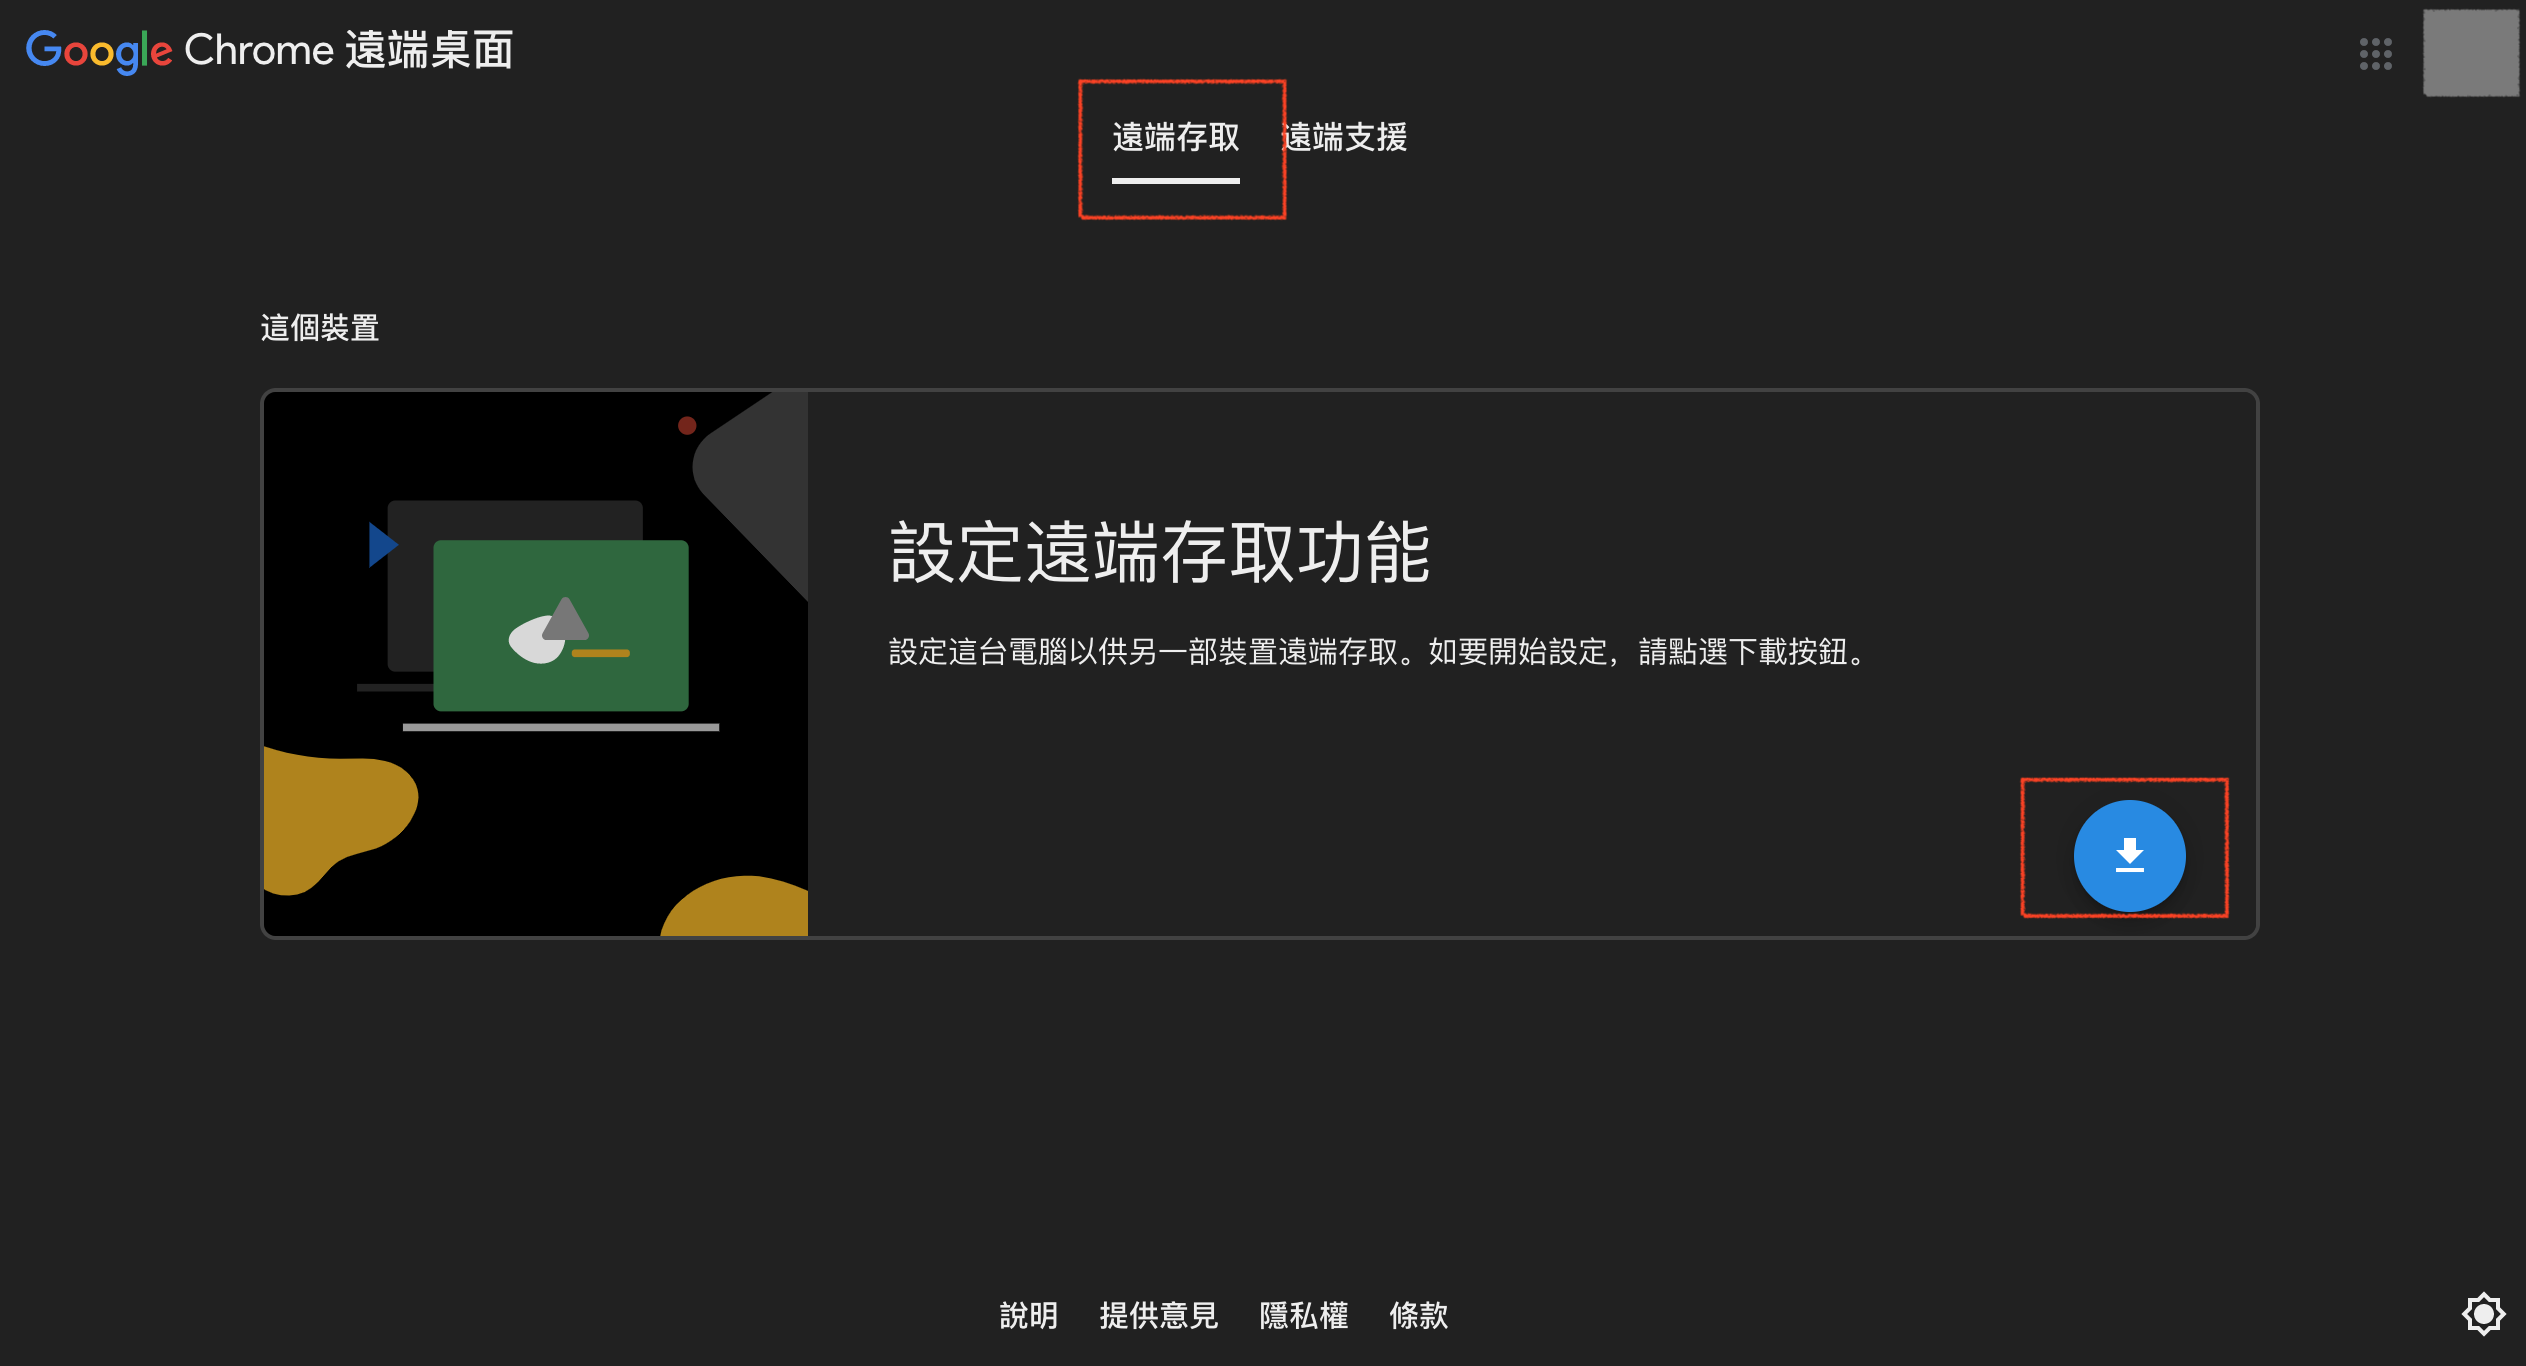 Google Chrome 遠端桌面
遠端存取 遠端支援
這個裝置
設定遠端存取功能
設定這台電腦以供另一部裝置遠端存取。如要開始設定，請點選下載按鈕。
說明 提供意見 隱私權 條款